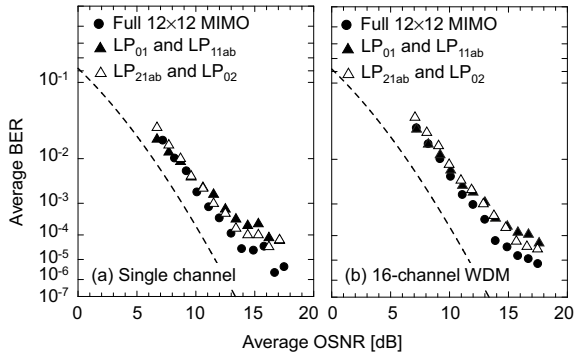 Full 12×12 MIMO
LP01 and LP11ab
LP21ab and LP02
Full 12×12 MIMO
LP01 and LP11ab
LP21ab and LP02
Average BER
10-1
10-2
10-3
10-4
10-5
10-6
10-7
(a) Single channel
(b) 16-channel WDM
0 5 10 15 20
0 5 10 15 20
Average OSNR [dB]